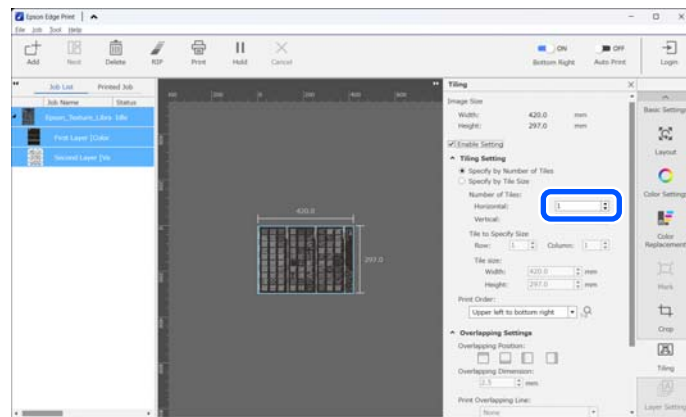 Epson Edge Print
File Job Tool Help
Add Nest Delete RIP Print Hold Cancel
ON OFF
Bottom Right Auto Print Login
Job List Printed Job
Job Name Status
Epson_Texture_Libra Idle
First Layer [Color
Second Layer [Va
420.0
297.0
Tiling
Image Size
Width: 420.0 mm
Height: 297.0 mm
Enable Setting
Tiling Setting
Specify by Number of Tiles
Specify by Tile Size
Number of Tiles:
Horizontal: 1
Vertical:
Tile to Specify Size
Row: 1 Column: 1
Tile size:
Width: 420.0 mm
Height: 297.0 mm
Print Order:
Upper left to bottom right
Overlapping Settings
Overlapping Position:
Overlapping Dimension:
2.5 mm
Print Overlapping Line:
None
Basic Settings
Layout
Color Settings
Color
Replacement
Mark
Crop
Tiling
Layer Setting